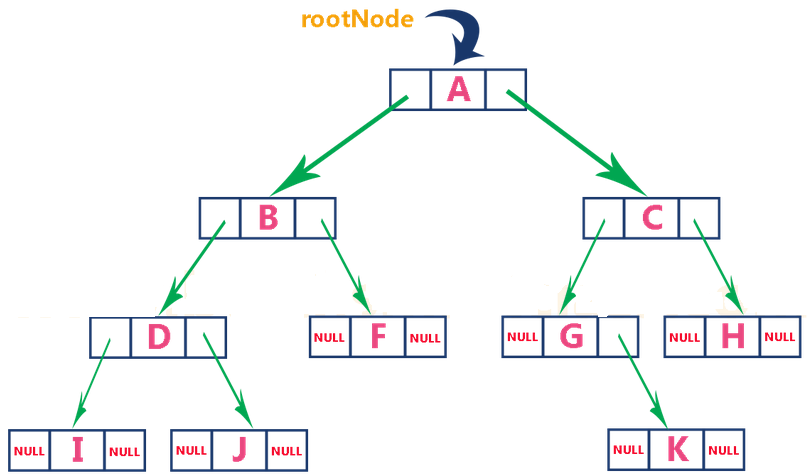 rootNode
A
B
C
D
NULL F NULL
NULL G
NULL H NULL
NULL I NULL
NULL J NULL
NULL K NULL